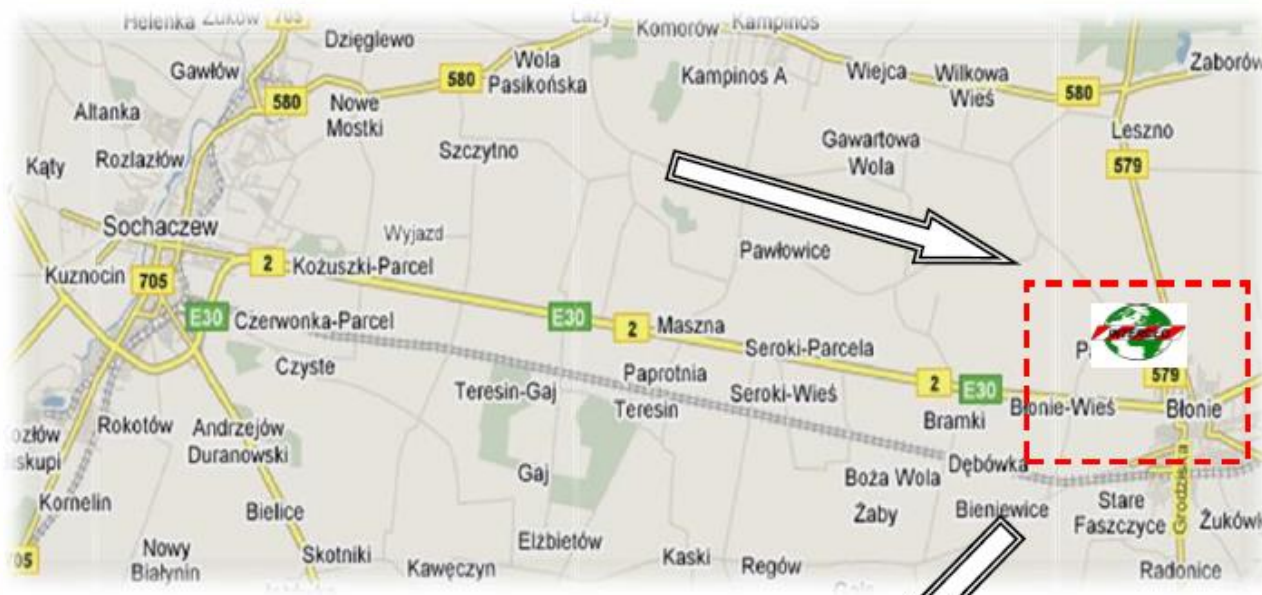 Helenka Żuków
705
Dzięglewo
Łazy
Komorów
Kampinos
Gawłów
580
Nowe
Mostki
580
Wola
Pasikońska
Kampinos A
Wiejca
Wilkowa
Wieś
580
Zaborów
Altanka
Leszno
Kąty
Rozlazłów
Szczytno
Gawartowa
Wola
579
Sochaczew
Wyjazd
Pawłowice
2
Kożuszki-Parcel
Kuznocin
705
E30
Czerwonka-Parcel
E30
2
Maszna
Seroki-Parcela
579
Czyste
Teresin-Gaj
Paprotnia
Teresin
Seroki-Wieś
2
E30
Bramki
Błonie-Wieś
Błonie
Rokotów
Andrzejów
Duranowski
Gaj
Boża Wola
Dębówka
Kornelin
Bielice
Żaby
Bieniewice
Stare
Faszczyce
Grodziska
Nowy
Białynin
Skotniki
Kawęczyn
Elżbietów
Kaski
Regów
Radonice